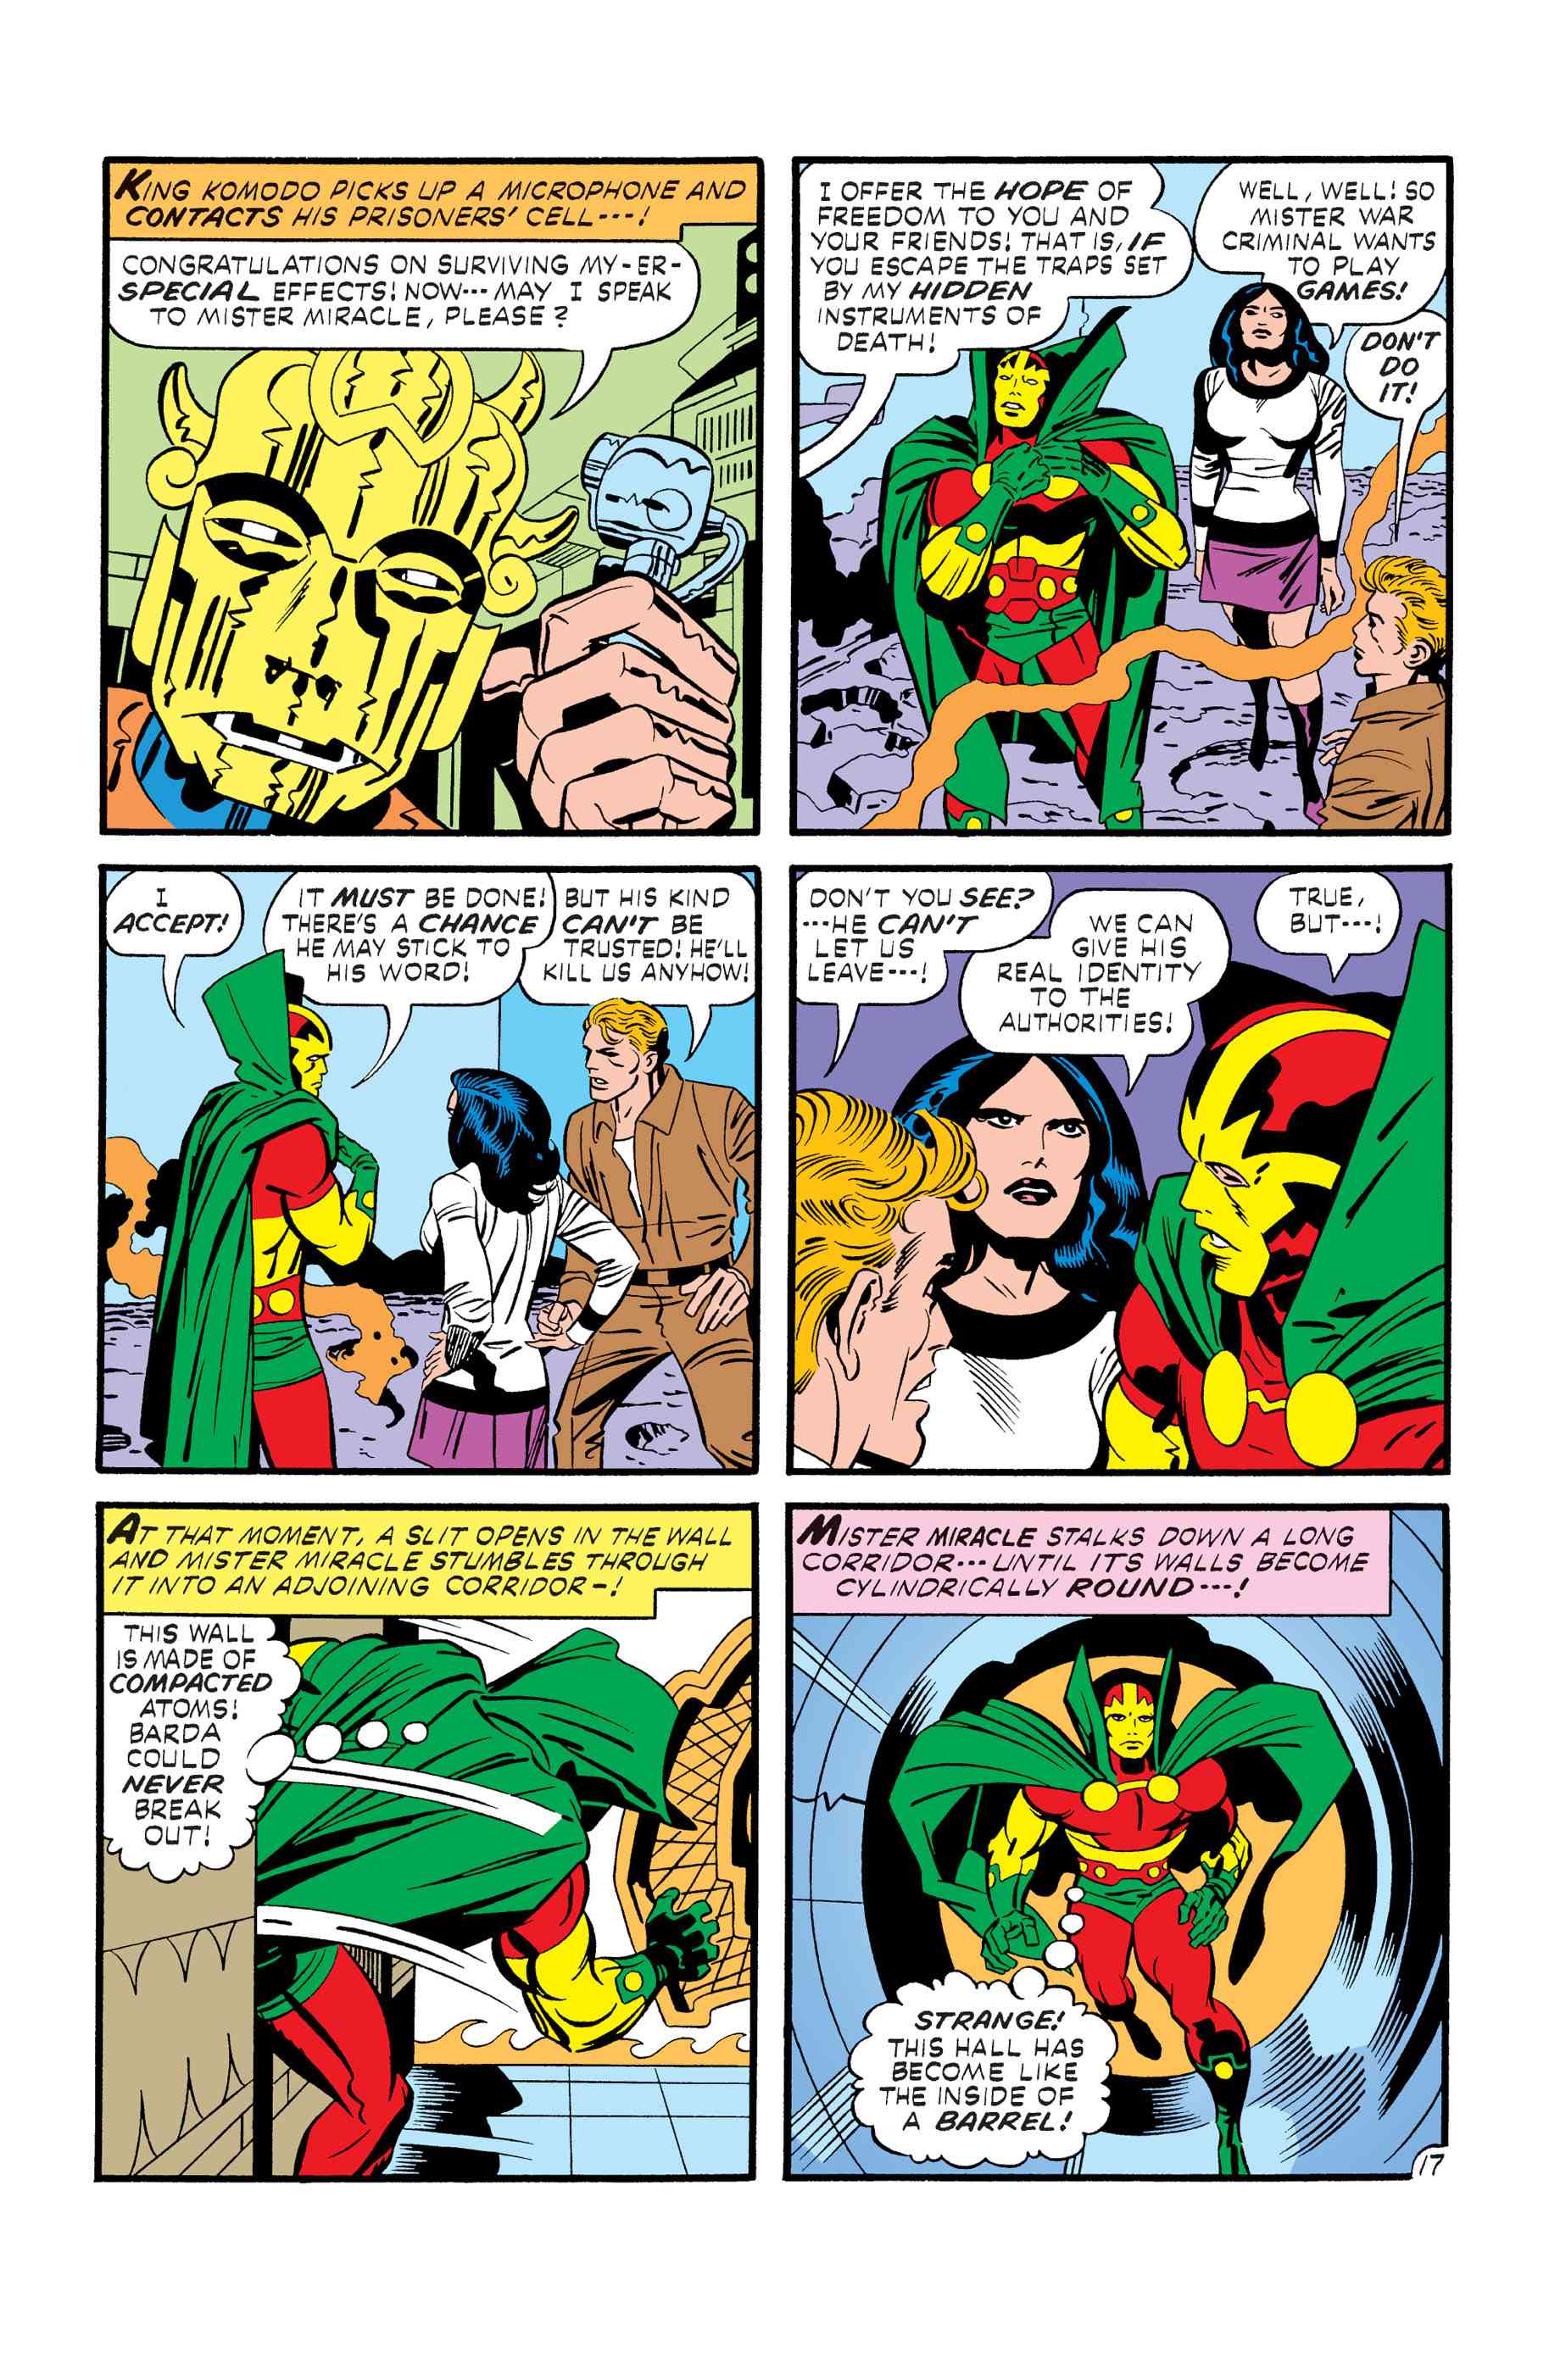 KING KOMODO PICKS UP A MICROPHONE AND
CONTACTS HIS PRISONERS' CELL---!
CONGRATULATIONS ON SURVIVING MY-ER-
SPECIAL EFFECTS! NOW--- MAY I SPEAK
TO MISTER MIRACLE, PLEASE?
I OFFER THE HOPE OF
FREEDOM TO YOU AND
YOUR FRIENDS! THAT IS, IF
YOU ESCAPE THE TRAPS SET
BY MY HIDDEN
INSTRUMENTS OF
DEATH!
WELL, WELL! SO
MISTER WAR
CRIMINAL WANTS
TO PLAY
GAMES!
DON'T
DO
IT!
I
ACCEPT!
IT MUST BE DONE!
THERE'S A CHANCE
HE MAY STICK TO
HIS WORD!
BUT HIS KIND
CAN'T BE
TRUSTED! HE'LL
KILL US ANYHOW!
DON'T YOU SEE?
---HE CAN'T
LET US
LEAVE---!
WE CAN
GIVE HIS
REAL IDENTITY
TO THE
AUTHORITIES!
TRUE,
BUT---!
AT THAT MOMENT, A SLIT OPENS IN THE WALL
AND MISTER MIRACLE STUMBLES THROUGH
IT INTO AN ADJOINING CORRIDOR-!
THIS WALL
IS MADE OF
COMPACTED
ATOMS!
BARDA
COULD
NEVER
BREAK
OUT!
MISTER MIRACLE STALKS DOWN A LONG
CORRIDOR--- UNTIL ITS WALLS BECOME
CYLINDRICALLY ROUND---!
STRANGE!
THIS HALL HAS
BECOME LIKE
THE INSIDE OF
A BARREL!
17